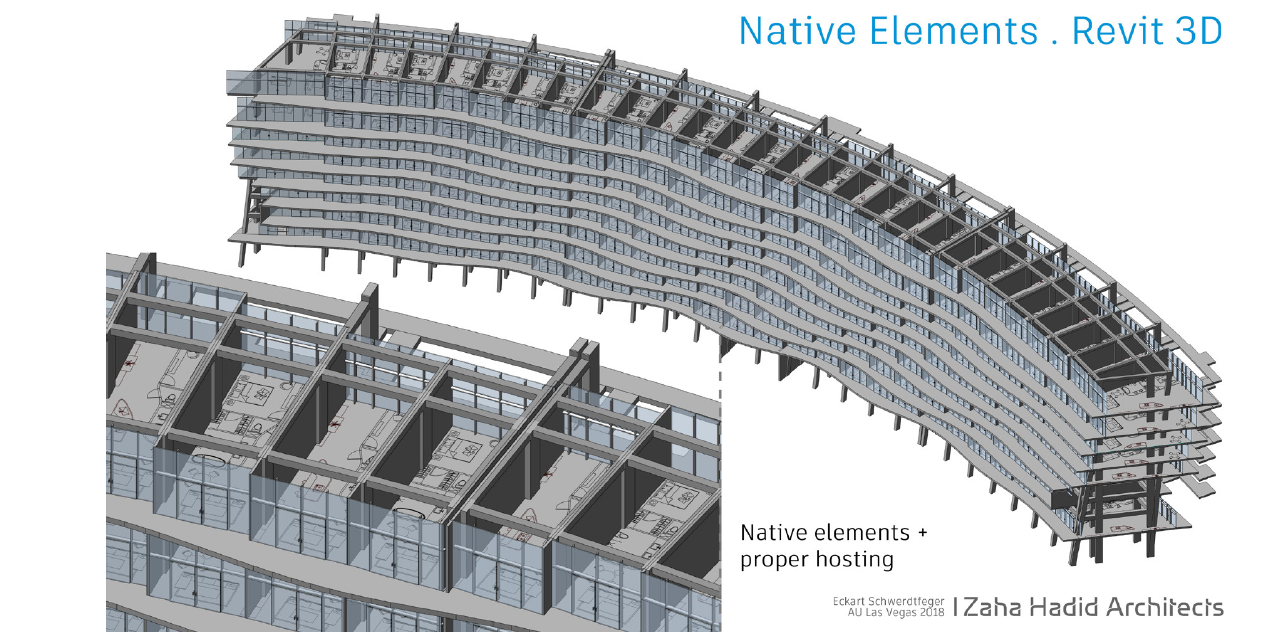 Native Elements . Revit 3D
Native elements +
proper hosting
Eckart Schwerdtfeger
AU Las Vegas 2018
Zaha Hadid Architects